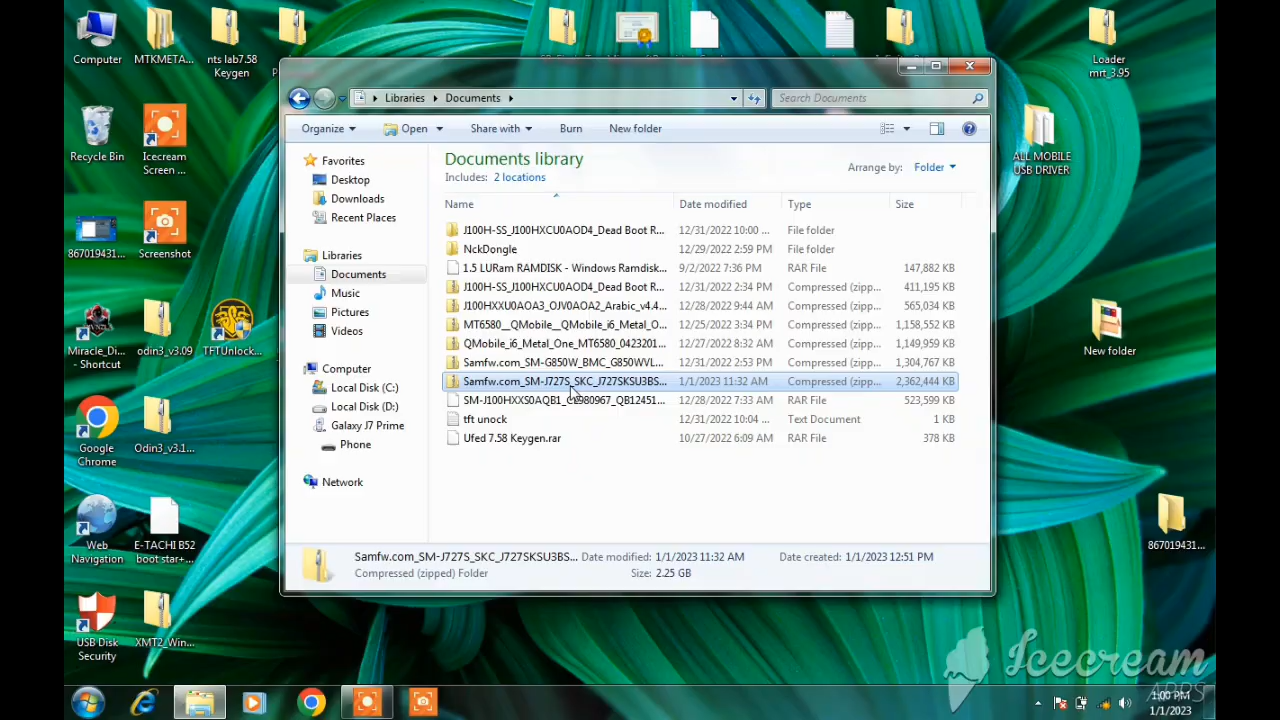 Computer
MTKMETA...
nts lab7.58
Keygen
Loader
mrt_3.95
Recycle Bin
Icecream
Screen ...
ALL MOBILE
USB DRIVER
867019431...
Screenshot
Miracle_Di...
- Shortcut
odin3_v3.09
TFTUnlock...
New folder
Google
Chrome
Odin3_v3.1...
Web
Navigation
E-TACHI B52
boot star+...
867019431...
USB Disk
Security
XMT2_Win...
Libraries
Documents
Search Documents
Organize
Open
Share with
Burn
New folder
Favorites
Desktop
Downloads
Recent Places
Libraries
Documents
Music
Pictures
Videos
Computer
Local Disk (C:)
Local Disk (D:)
Galaxy J7 Prime
Phone
Network
Documents library
Includes: 2 locations
Arrange by: Folder
Name Date modified Type Size
J100H-SS_J100HXCU0AOD4_Dead Boot R... 12/31/2022 10:00 ... File folder
NckDongle 12/29/2022 2:59 PM File folder
1.5 LURam RAMDISK - Windows Ramdisk... 9/2/2022 7:36 PM RAR File 147,882 KB
J100H-SS_J100HXCU0AOD4_Dead Boot R... 12/31/2022 2:34 PM Compressed (zipp... 411,195 KB
J100HXXU0AOA3_OJV0AOA2_Arabic_v4.4... 12/28/2022 9:44 AM Compressed (zipp... 565,034 KB
MT6580__QMobile__QMobile_i6_Metal_O... 12/25/2022 3:34 PM Compressed (zipp... 1,158,552 KB
QMobile_i6_Metal_One_MT6580_0423201... 12/27/2022 8:32 AM Compressed (zipp... 1,149,959 KB
Samfw.com_SM-G850W_BMC_G850WVL... 12/31/2022 2:53 PM Compressed (zipp... 1,304,767 KB
Samfw.com_SM-J727S_SKC_J727SKSU3BS... 1/1/2023 11:32 AM Compressed (zipp... 2,362,444 KB
SM-J100HXXS0AQB1_CL980967_QB12451... 12/28/2022 7:33 AM RAR File 523,599 KB
tft unock 12/31/2022 10:04 ... Text Document 1 KB
Ufed 7.58 Keygen.rar 10/27/2022 6:09 AM RAR File 378 KB
Samfw.com_SM-J727S_SKC_J727SKSU3BS... Date modified: 1/1/2023 11:32 AM Date created: 1/1/2023 12:51 PM
Compressed (zipped) Folder Size: 2.25 GB
Icecream
APPS
1:00 PM
1/1/2023